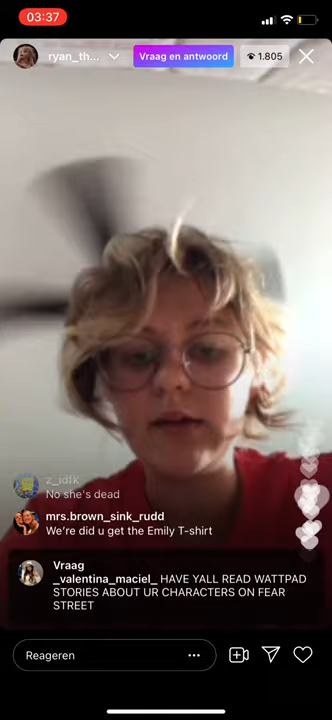 03:37
ryan_th...
Vraag en antwoord
1.805
z_idfk
No she's dead
mrs.brown_sink_rudd
We're did u get the Emily T-shirt
Vraag
_valentina_maciel_ HAVE YALL READ WATTPAD
STORIES ABOUT UR CHARACTERS ON FEAR
STREET
Reageren